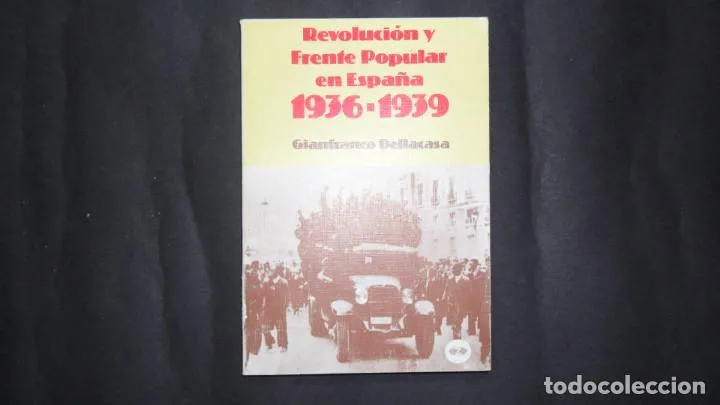 Revolución y
Frente Popular
en España
1936-1939
Gianfranco Dellacasa
todocoleccion